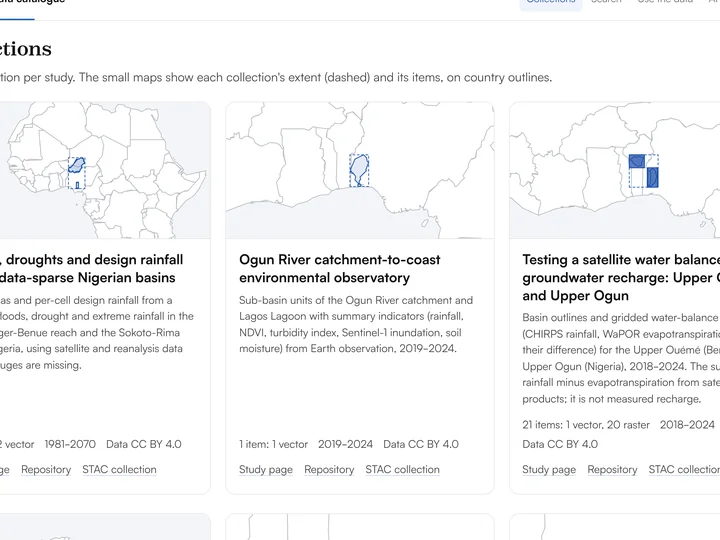 catalogue
Collections
Search
Use the data
ctions
tion per study. The small maps show each collection's extent (dashed) and its items, on country outlines.
, droughts and design rainfall
data-sparse Nigerian basins
as and per-cell design rainfall from a
loods, drought and extreme rainfall in the
ger-Benue reach and the Sokoto-Rima
geria, using satellite and reanalysis data
uges are missing.
2 vector 1981–2070 Data CC BY 4.0
ge Repository STAC collection
Ogun River catchment-to-coast
environmental observatory
Sub-basin units of the Ogun River catchment and
Lagos Lagoon with summary indicators (rainfall,
NDVI, turbidity index, Sentinel-1 inundation, soil
moisture) from Earth observation, 2019–2024.
1 item: 1 vector 2019–2024 Data CC BY 4.0
Study page Repository STAC collection
Testing a satellite water balance
groundwater recharge: Upper O
and Upper Ogun
Basin outlines and gridded water-balance
(CHIRPS rainfall, WaPOR evapotranspirati
their difference) for the Upper Ouémé (Be
Upper Ogun (Nigeria), 2018–2024. The su
rainfall minus evapotranspiration from sate
products; it is not measured recharge.
21 items: 1 vector, 20 raster 2018–2024
Data CC BY 4.0
Study page Repository STAC collection